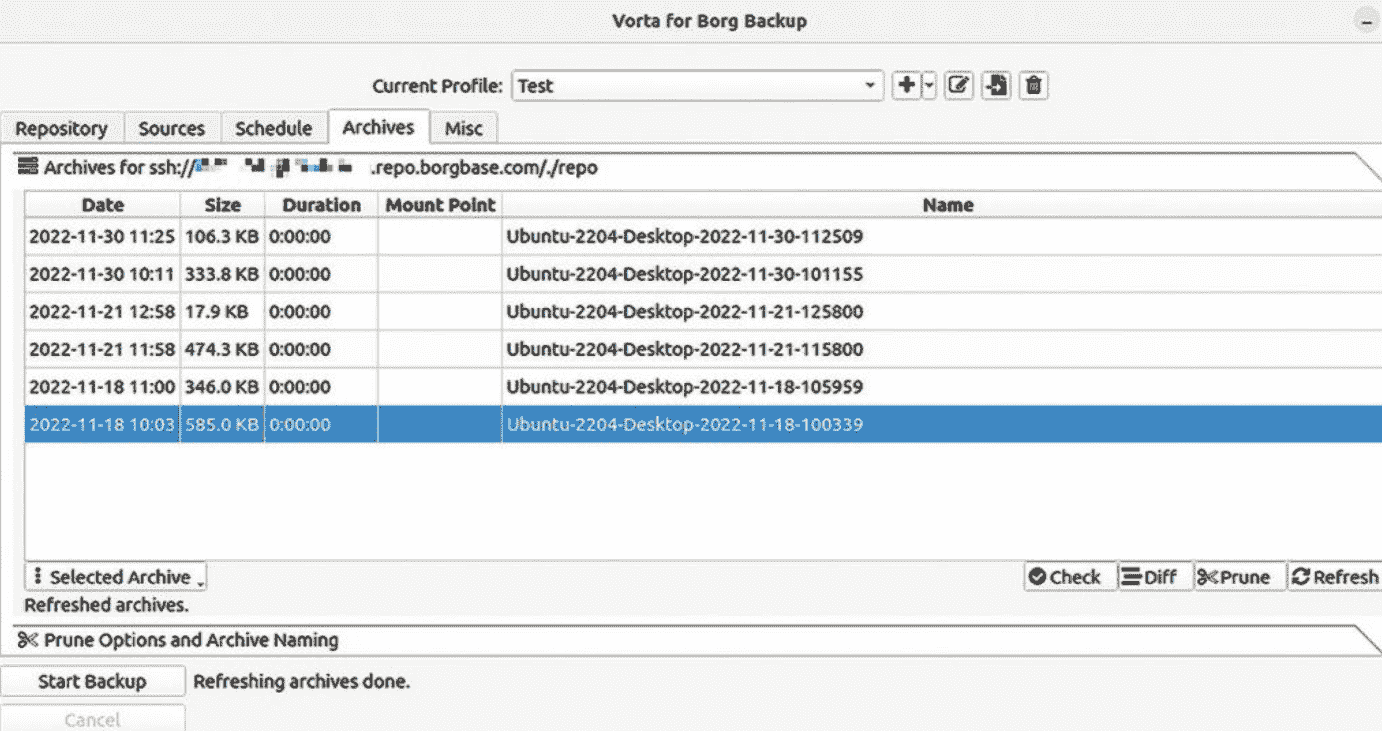 Vorta for Borg Backup
Current Profile: Test
Repository Sources Schedule Archives Misc
Archives for ssh:// .repo.borgbase.com/./repo
Date Size Duration Mount Point Name
2022-11-30 11:25 106.3 KB 0:00:00 Ubuntu-2204-Desktop-2022-11-30-112509
2022-11-30 10:11 333.8 KB 0:00:00 Ubuntu-2204-Desktop-2022-11-30-101155
2022-11-21 12:58 17.9 KB 0:00:00 Ubuntu-2204-Desktop-2022-11-21-125800
2022-11-21 11:58 474.3 KB 0:00:00 Ubuntu-2204-Desktop-2022-11-21-115800
2022-11-18 11:00 346.0 KB 0:00:00 Ubuntu-2204-Desktop-2022-11-18-105959
2022-11-18 10:03 585.0 KB 0:00:00 Ubuntu-2204-Desktop-2022-11-18-100339
Selected Archive Check Diff Prune Refresh
Refreshed archives.
Prune Options and Archive Naming
Start Backup Refreshing archives done.
Cancel